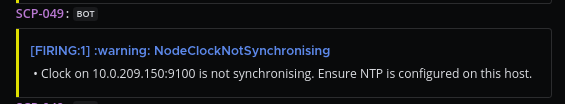 SCP-049: BOT
[FIRING:1] :warning: NodeClockNotSynchronising
• Clock on 10.0.209.150:9100 is not synchronising. Ensure NTP is configured on this host.